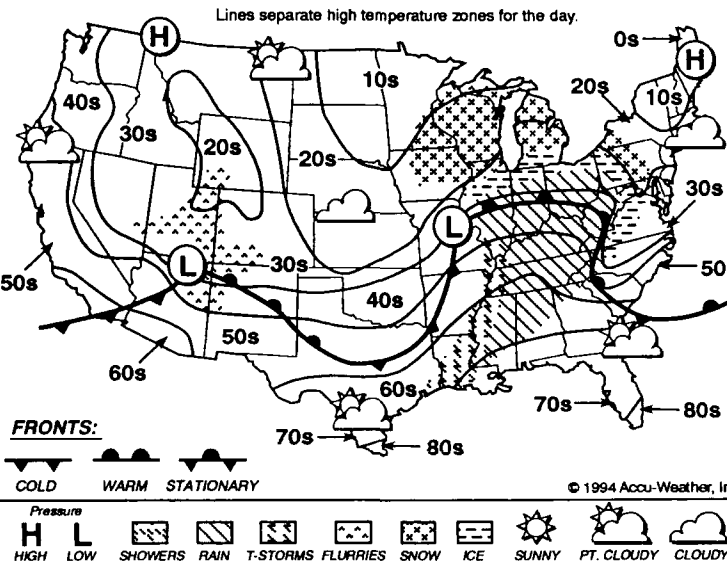 Lines separate high temperature zones for the day.
0s
H
H
10s
20s
10s
40s
30s
20s
20s
30s
L
L
50s
30s
50
40s
50s
60s
60s
70s
80s
70s
80s
FRONTS:
COLD WARM STATIONARY
© 1994 Accu-Weather, In
Pressure
H L
HIGH LOW SHOWERS RAIN T-STORMS FLURRIES SNOW ICE SUNNY PT. CLOUDY CLOUDY